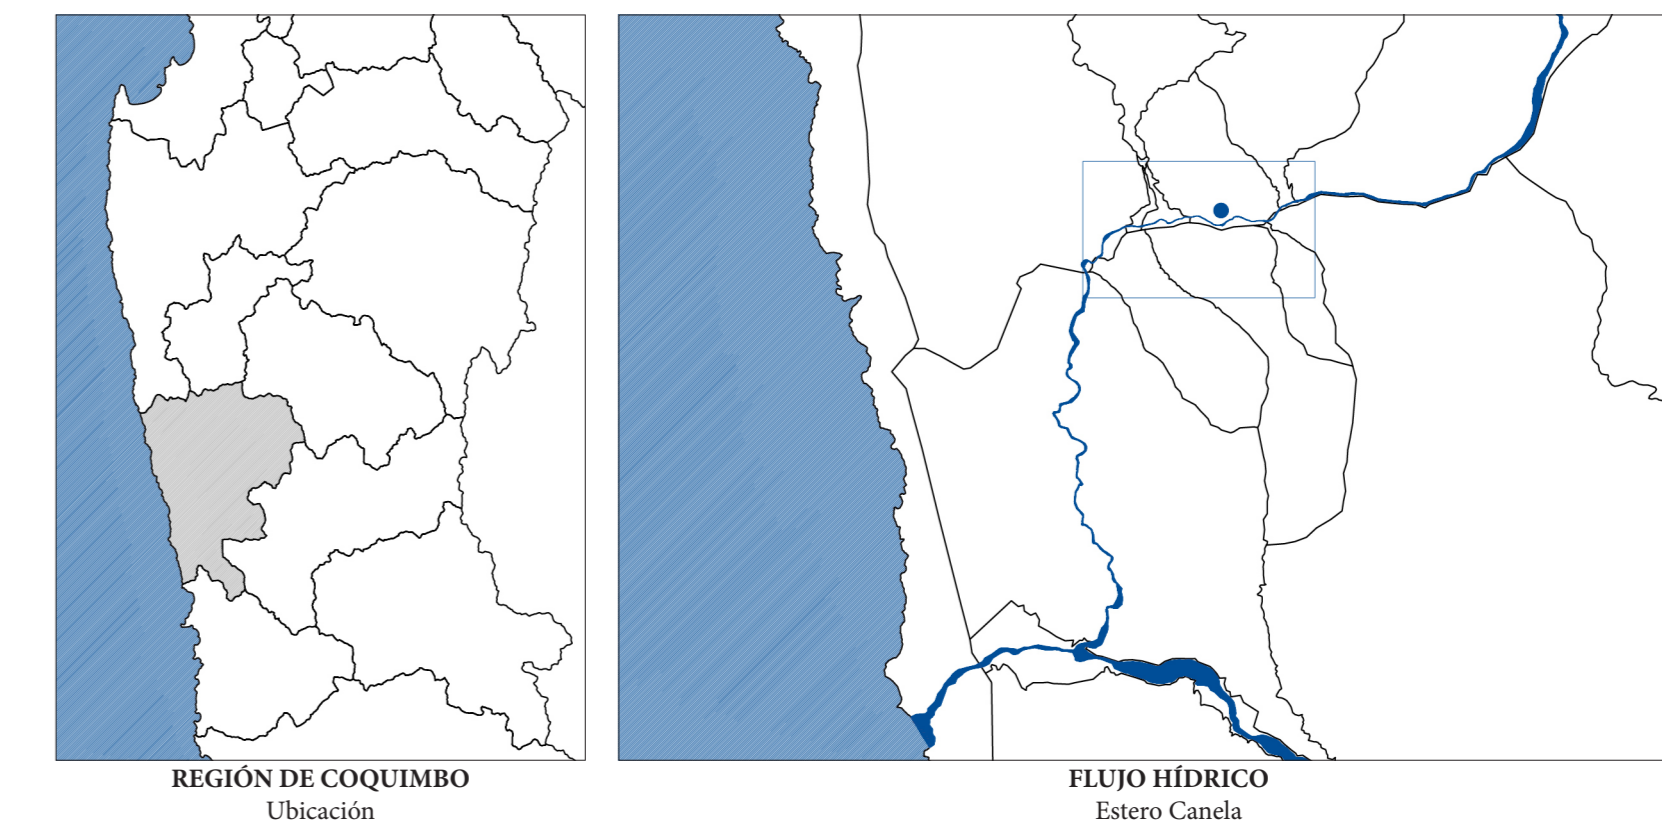 REGIÓN DE COQUIMBO
Ubicación
FLUJO HÍDRICO
Estero Canela